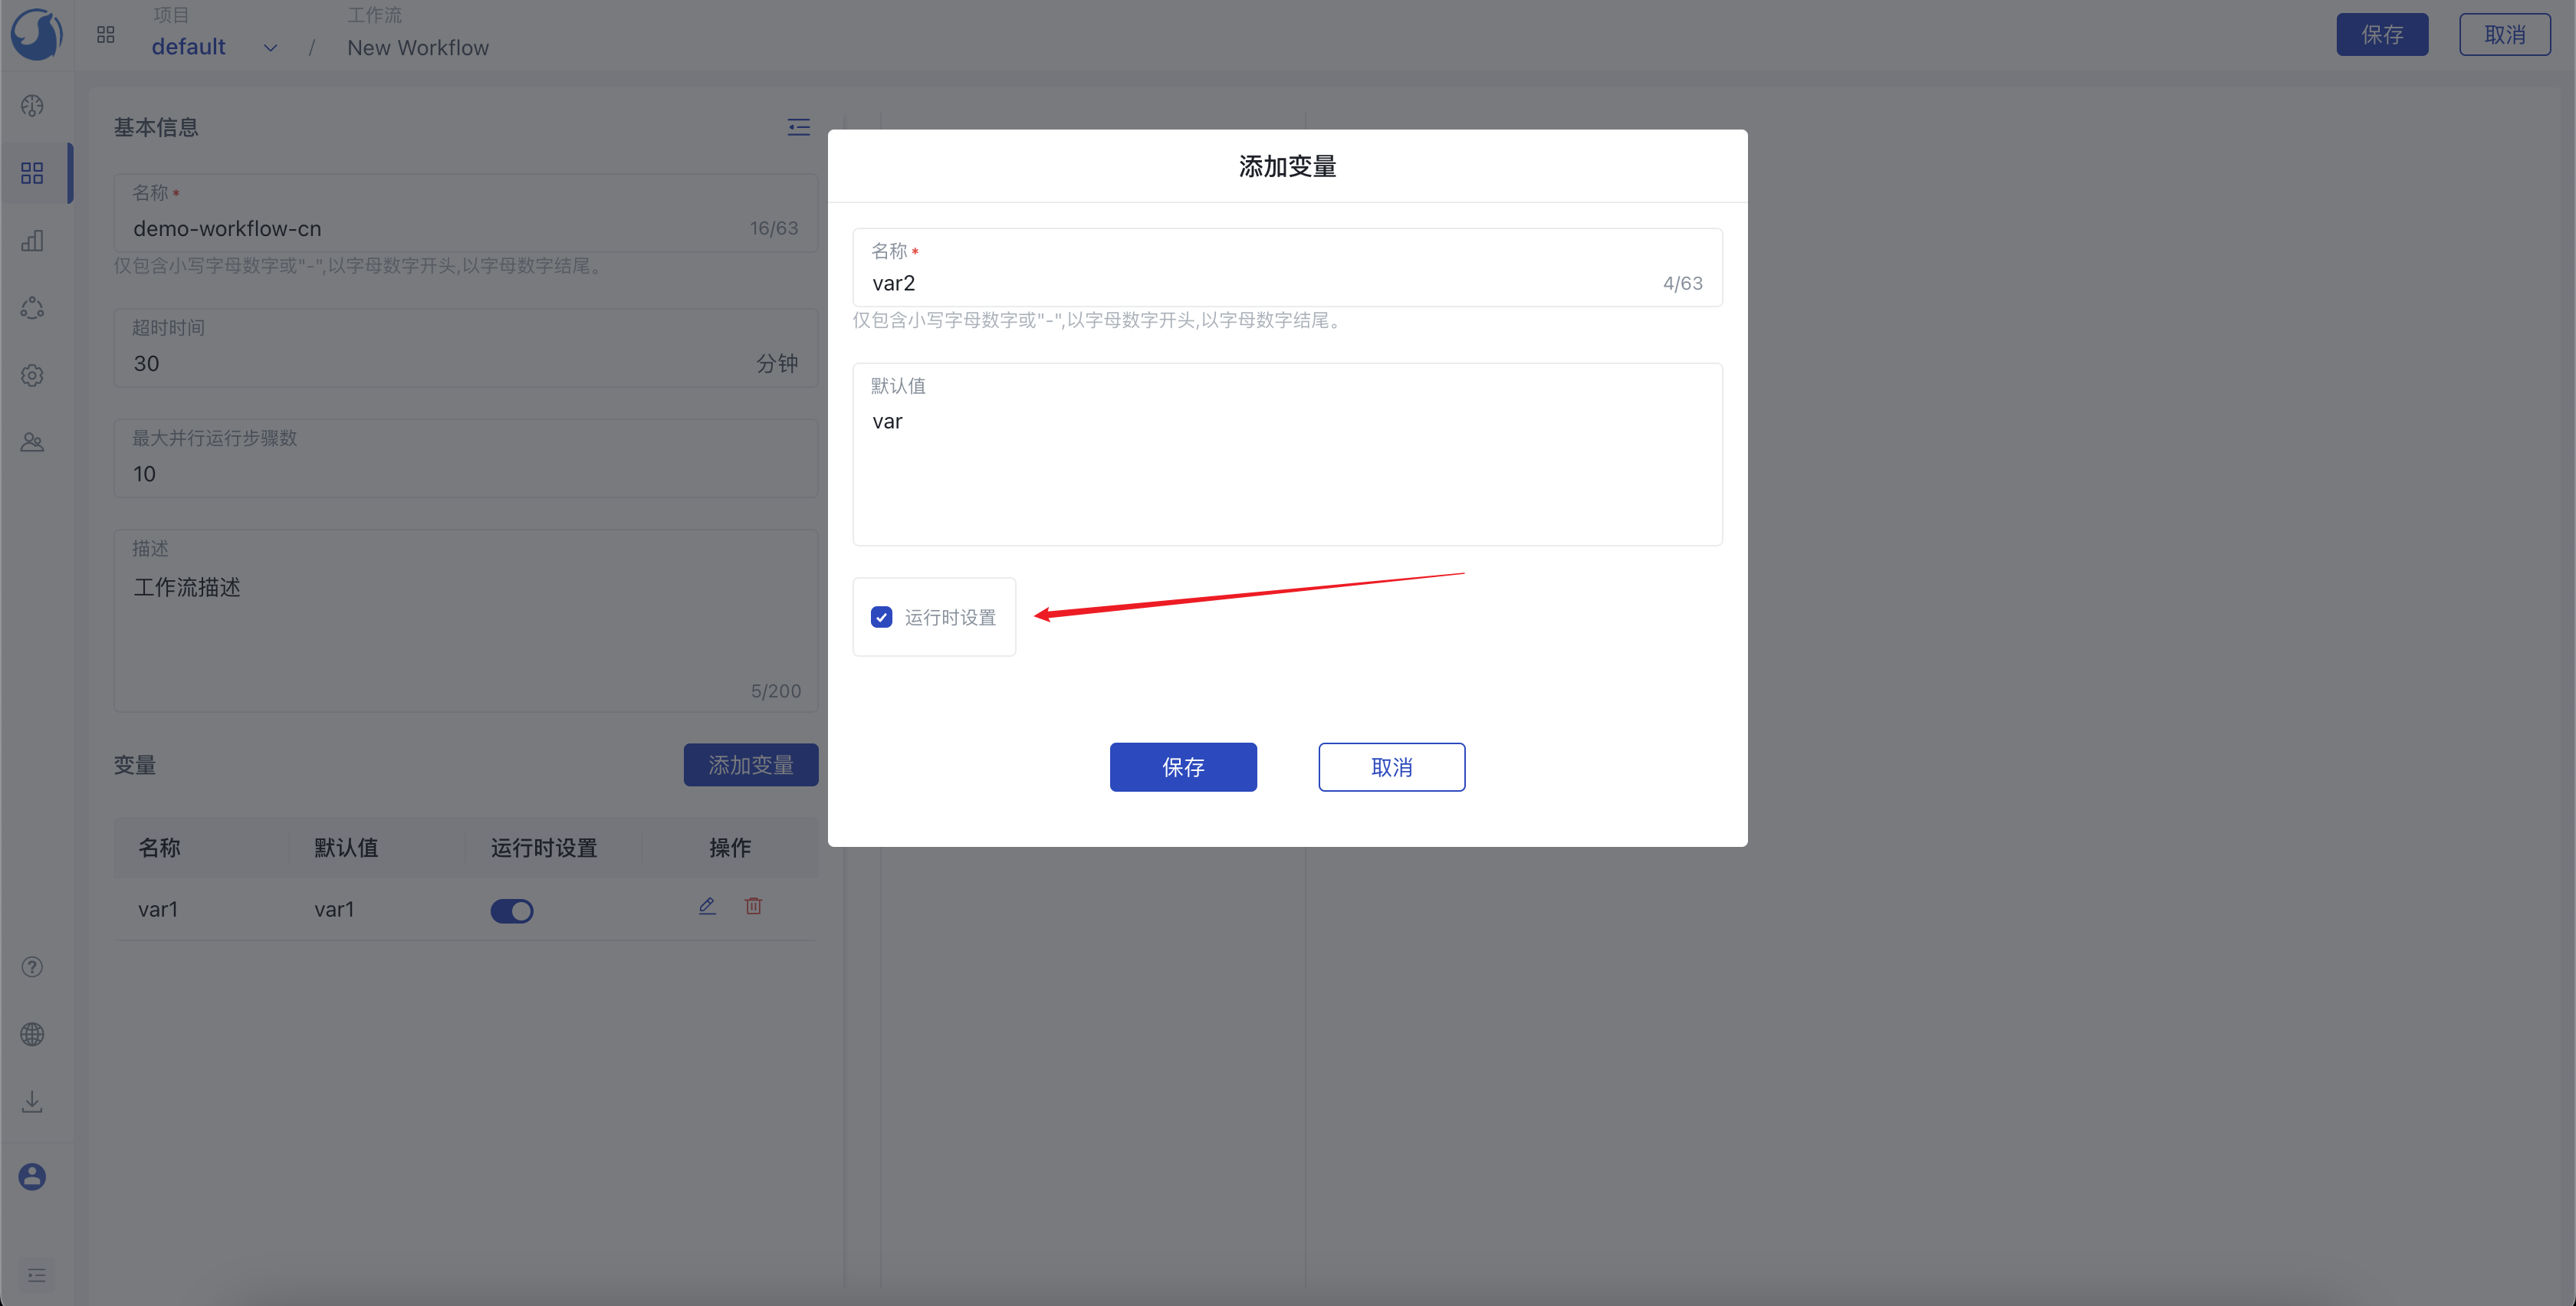 项目
工作流
default
/
New Workflow
保存
取消
基本信息
名称 *
demo-workflow-cn
16/63
仅包含小写字母数字或"-",以字母数字开头,以字母数字结尾。
超时时间
30
分钟
最大并行运行步骤数
10
描述
工作流描述
5/200
变量
添加变量
名称
默认值
运行时设置
操作
var1
var1
添加变量
名称 *
var2
4/63
仅包含小写字母数字或"-",以字母数字开头,以字母数字结尾。
默认值
var
运行时设置
保存
取消